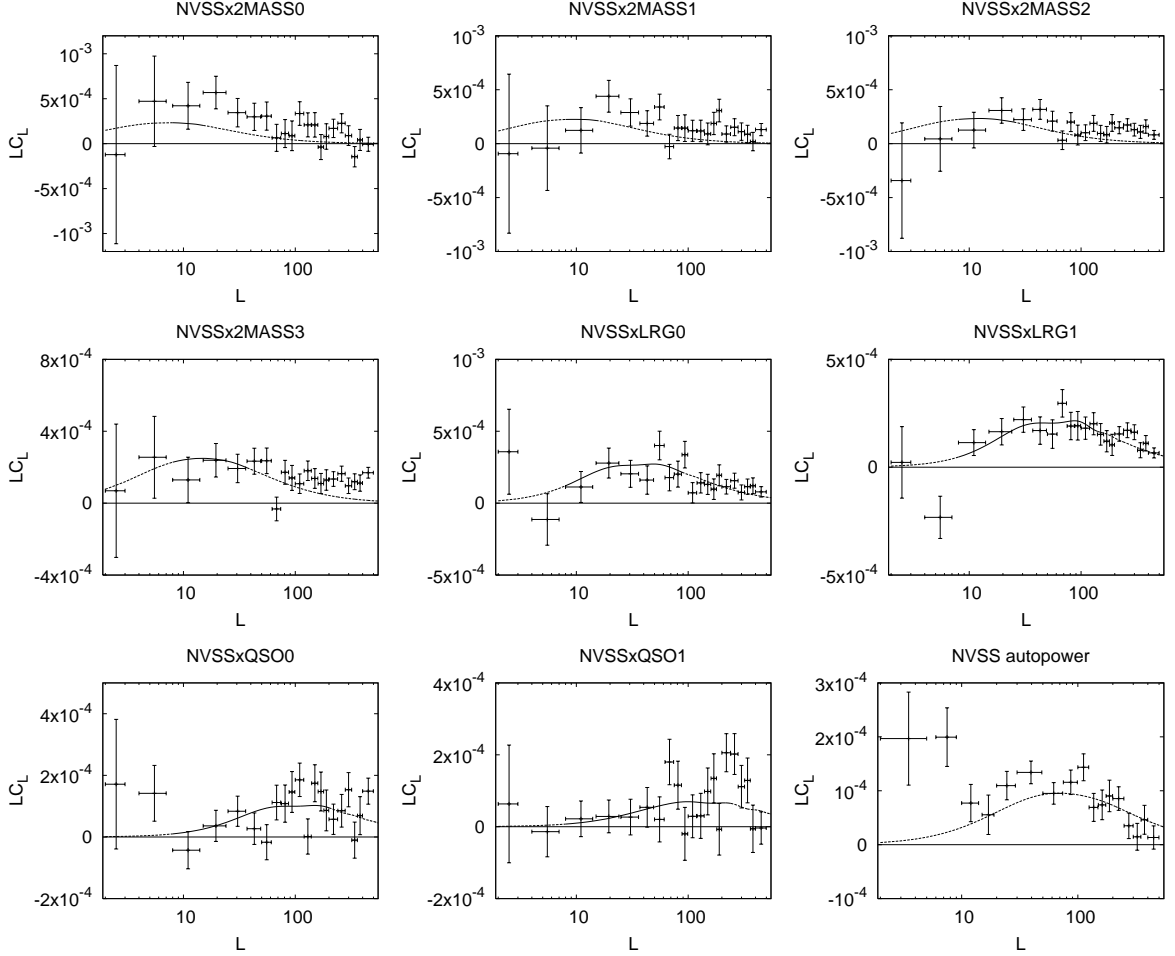 NVSSx2MASS0
NVSSx2MASS1
NVSSx2MASS2
10⁻³
5x10⁻⁴
0
-5x10⁻⁴
-10⁻³
LC_L
10 100
L
10⁻³
5x10⁻⁴
0
-5x10⁻⁴
-10⁻³
LC_L
10 100
L
10⁻³
5x10⁻⁴
0
-5x10⁻⁴
-10⁻³
LC_L
10 100
L
NVSSx2MASS3
NVSSxLRG0
NVSSxLRG1
8x10⁻⁴
4x10⁻⁴
0
-4x10⁻⁴
LC_L
10 100
L
10⁻³
5x10⁻⁴
0
-5x10⁻⁴
LC_L
10 100
L
5x10⁻⁴
0
-5x10⁻⁴
LC_L
10 100
L
NVSSxQSO0
NVSSxQSO1
NVSS autopower
4x10⁻⁴
2x10⁻⁴
0
-2x10⁻⁴
LC_L
10 100
L
4x10⁻⁴
2x10⁻⁴
0
-2x10⁻⁴
LC_L
10 100
L
3x10⁻⁴
2x10⁻⁴
10⁻⁴
0
-10⁻⁴
LC_L
10 100
L